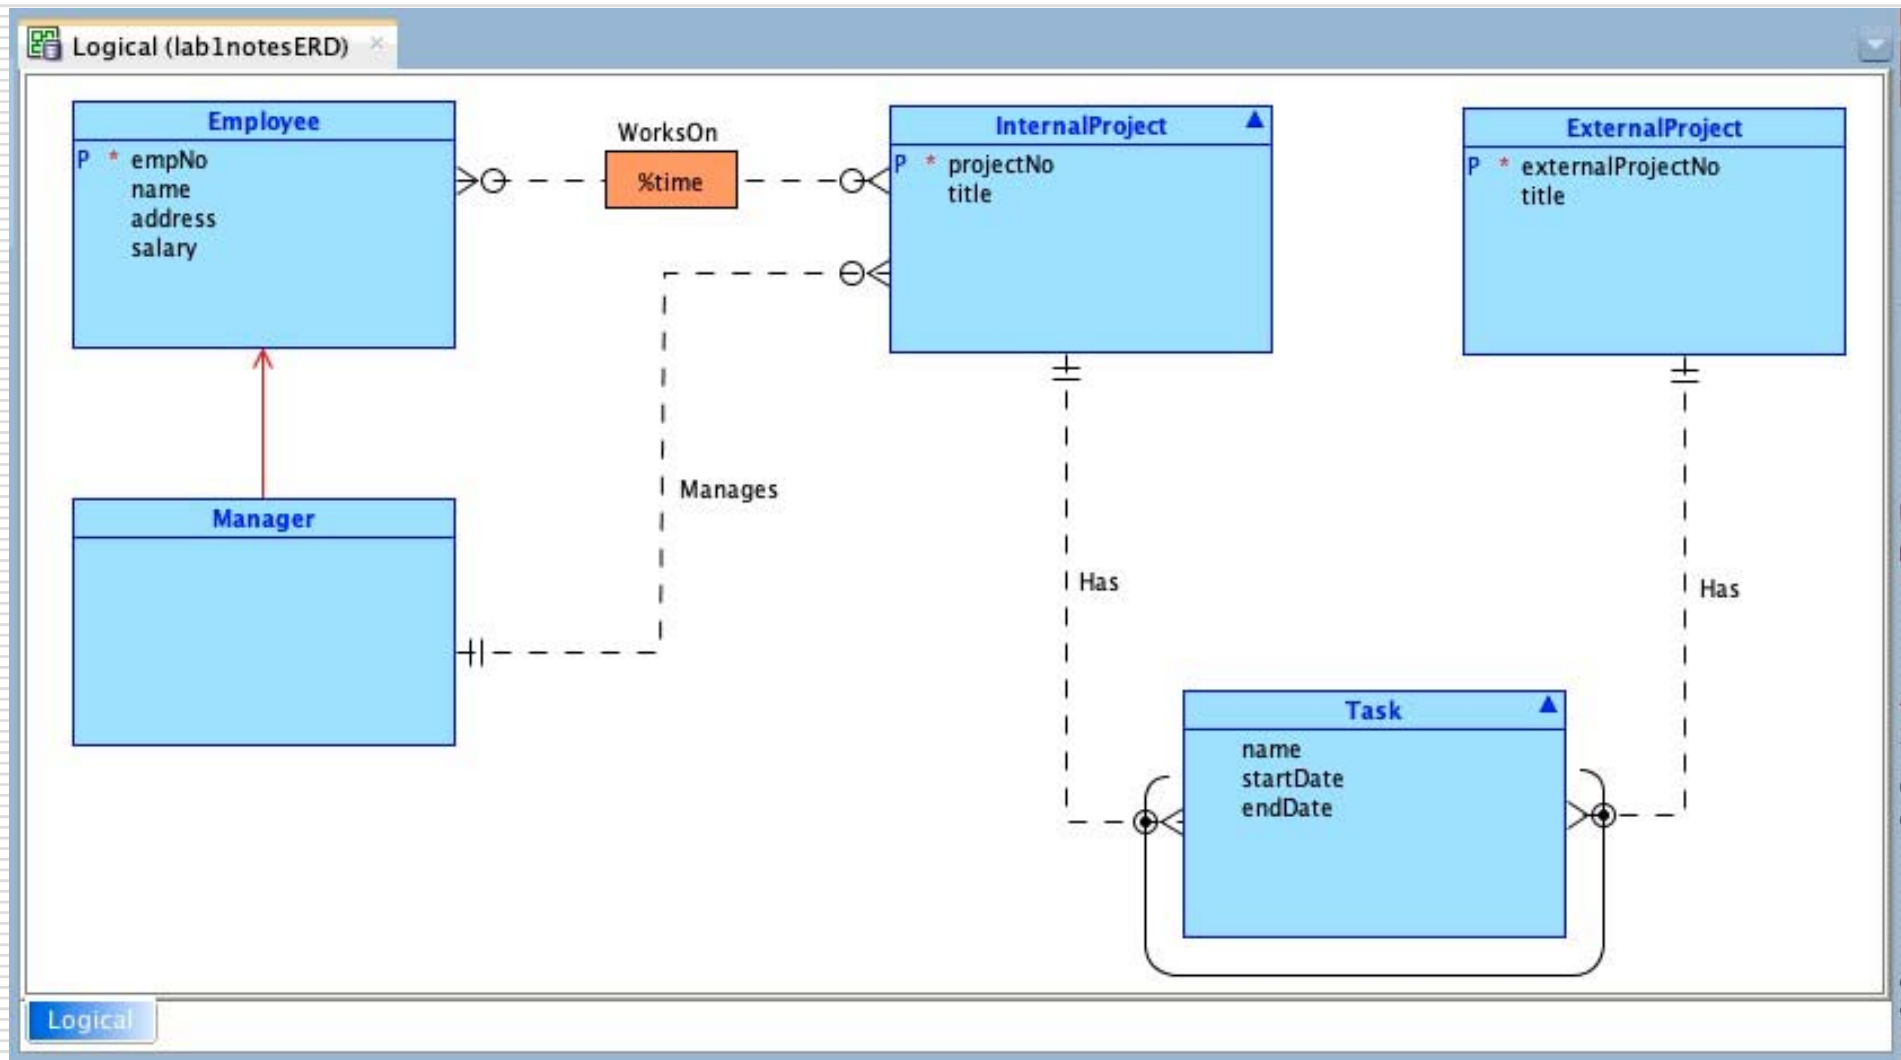 Logical (lab1notesERD)
Employee
P * empNo
name
address
salary
WorksOn
%time
InternalProject
P * projectNo
title
ExternalProject
P * externalProjectNo
title
Manages
Manager
Has
Has
Task
name
startDate
endDate
Logical